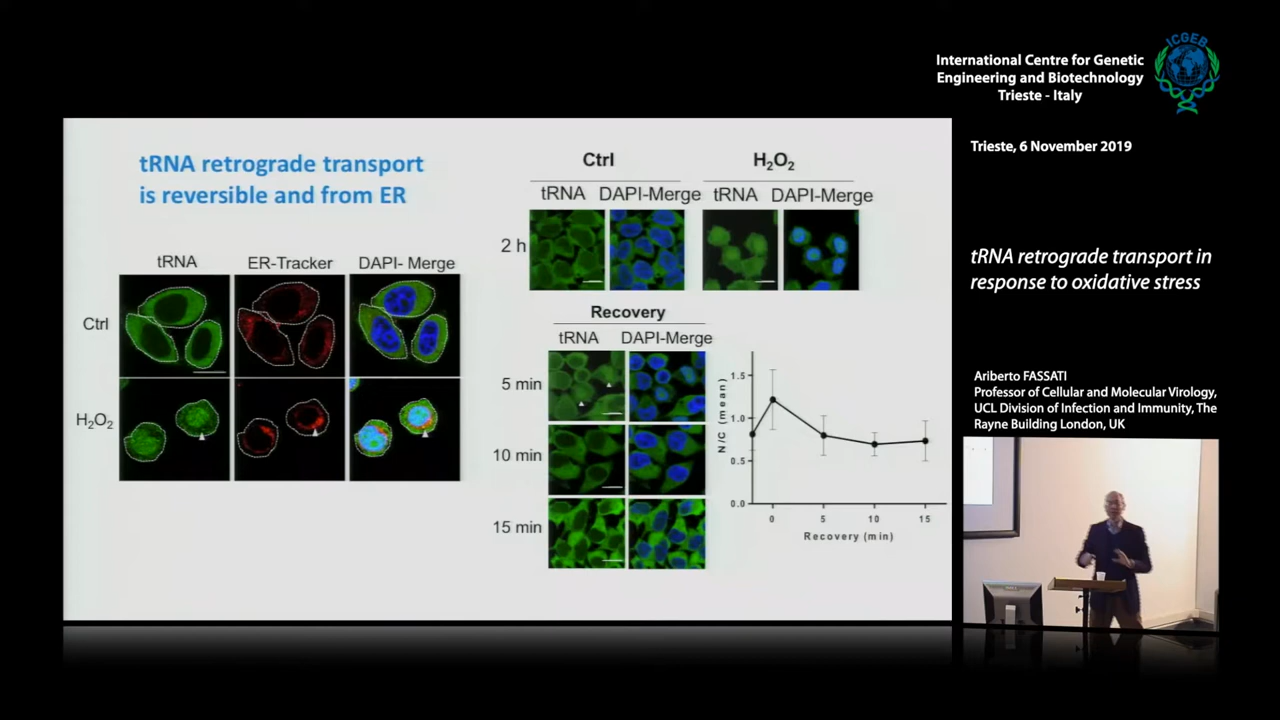 ICGEB
International Centre for Genetic
Engineering and Biotechnology
Trieste - Italy
Trieste, 6 November 2019
tRNA retrograde transport in
response to oxidative stress
Ariberto FASSATI
Professor of Cellular and Molecular Virology,
UCL Division of Infection and Immunity, The
Rayne Building London, UK
tRNA retrograde transport
is reversible and from ER
tRNA ER-Tracker DAPI- Merge
Ctrl
H₂O₂
Ctrl H₂O₂
tRNA DAPI-Merge tRNA DAPI-Merge
2 h
Recovery
tRNA DAPI-Merge
5 min
10 min
15 min
N/C (mean)
1.5
1.0
0.5
0.0
0 5 10 15
Recovery (min)